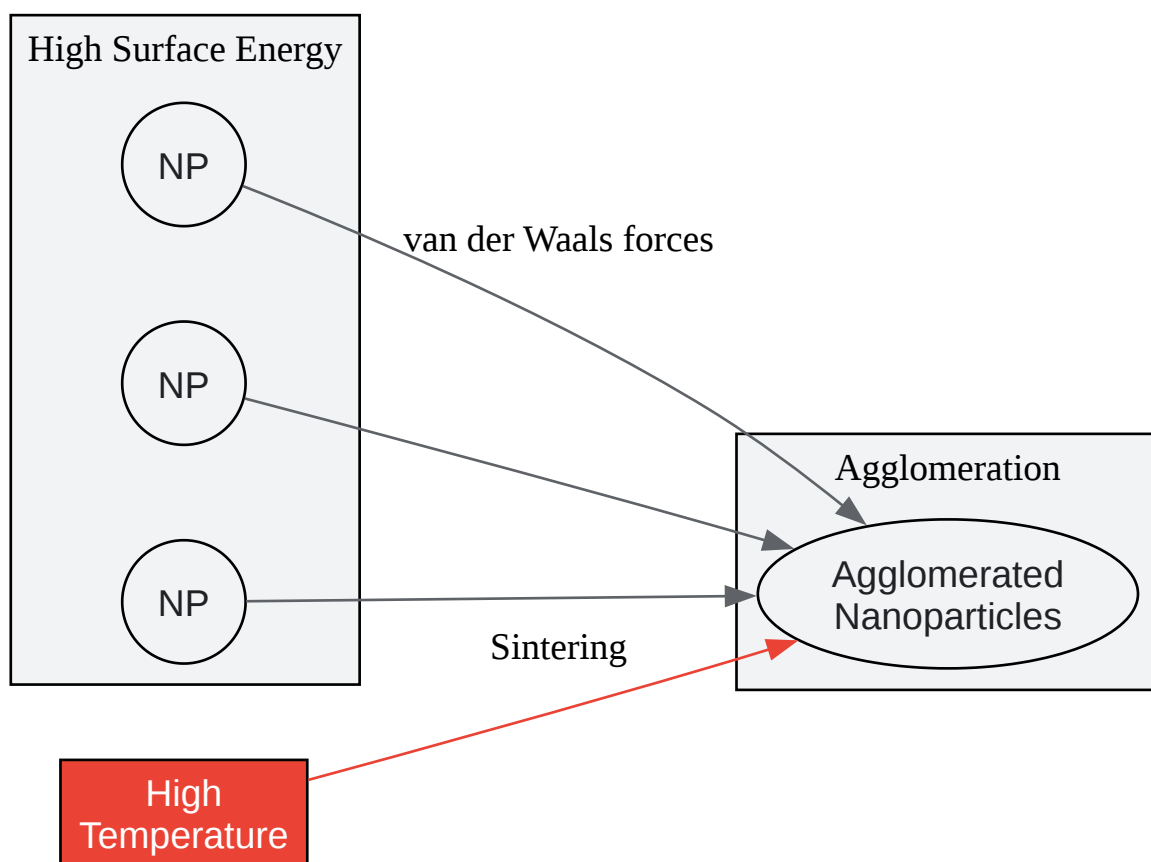 High Surface Energy
NP
van der Waals forces
NP
Agglomeration
Agglomerated
Nanoparticles
NP
Sintering
High
Temperature